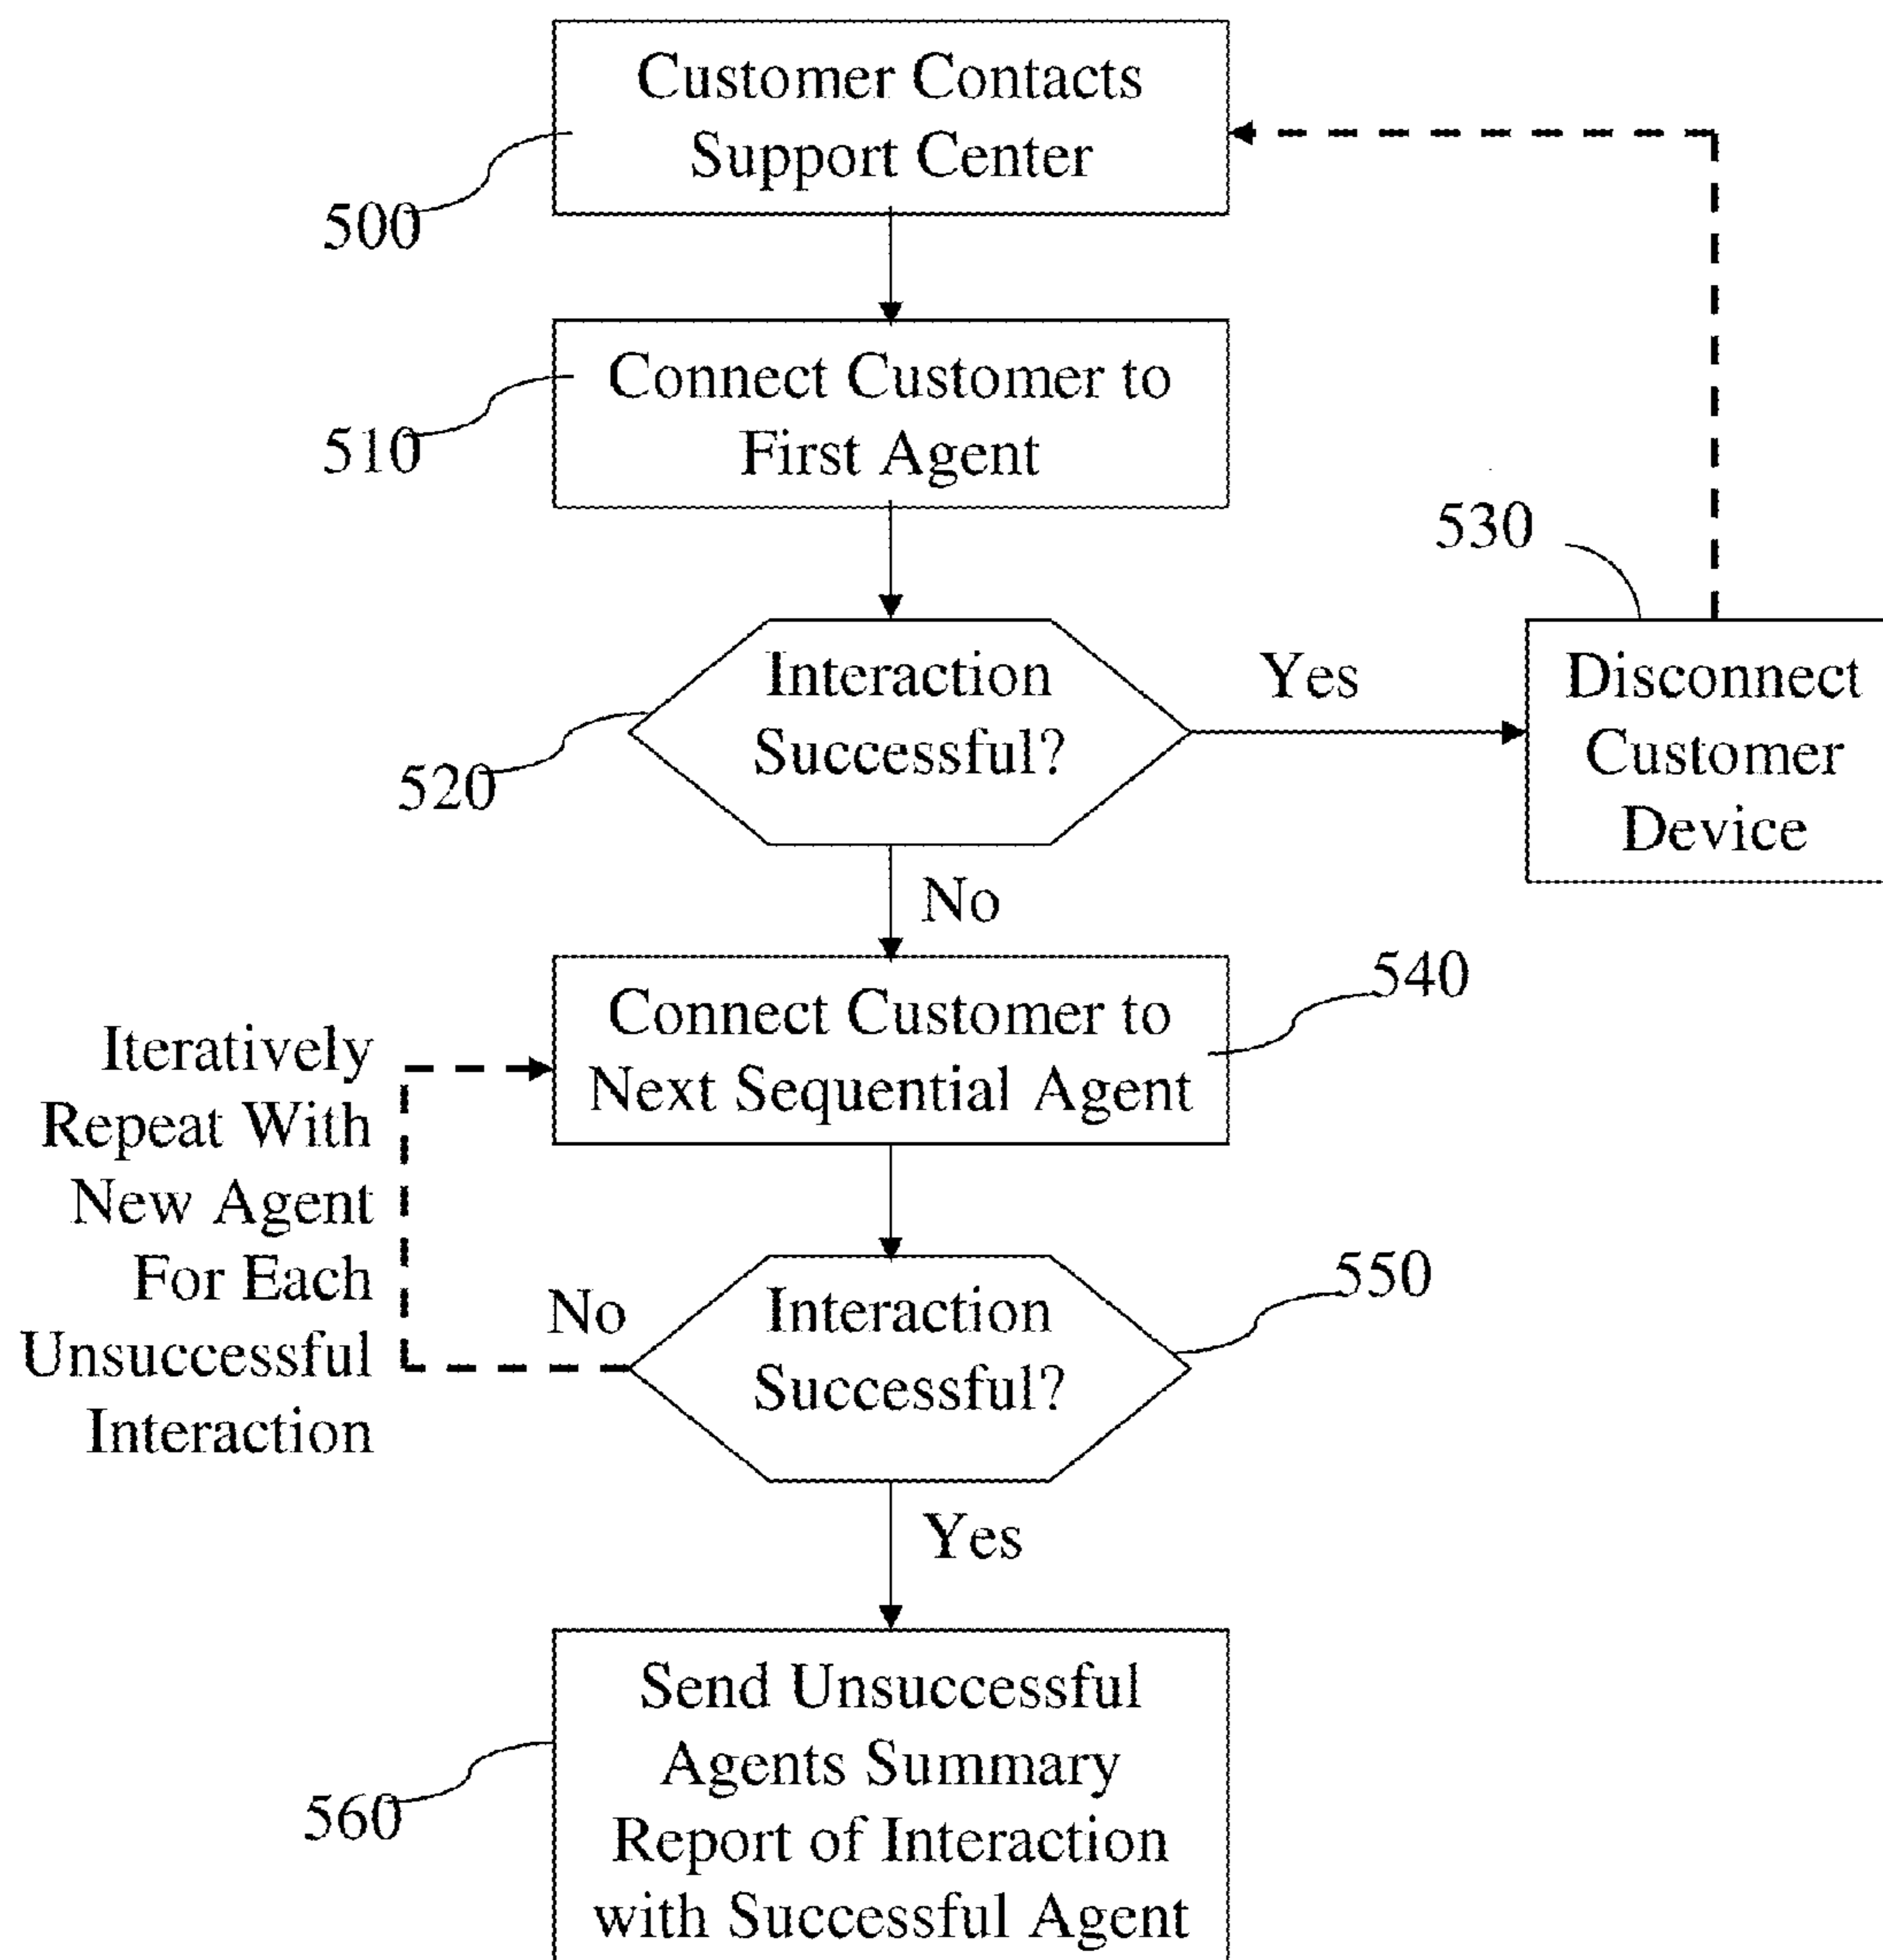 Customer Contacts
Support Center
500
Connect Customer to
First Agent
510
530
Interaction
Successful?
520
Yes
Disconnect
Customer
Device
No
540
Connect Customer to
Next Sequential Agent
Iteratively
Repeat With
New Agent
For Each
Unsuccessful
Interaction
No
Interaction
Successful?
550
Yes
Send Unsuccessful
Agents Summary
Report of Interaction
with Successful Agent
560